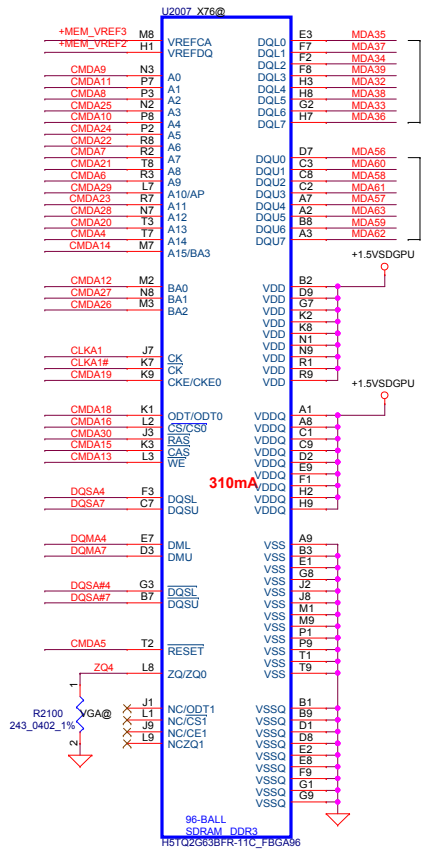 U2007 X76@
+MEM_VREF3 M8 VREFCA E3 DQL0 MDA35
+MEM_VREF2 H1 VREFDQ F7 DQL1 MDA37
F2 DQL2 MDA34
CMDA9 N3 A0 F8 DQL3 MDA39
CMDA11 P7 A1 H3 DQL4 MDA32
CMDA8 P3 A2 H8 DQL5 MDA38
CMDA25 N2 A3 G2 DQL6 MDA33
CMDA10 P8 A4 H7 DQL7 MDA36
CMDA24 P2 A5
CMDA22 R8 A6
CMDA7 R2 A7 D7 DQU0 MDA56
CMDA21 T8 A8 C3 DQU1 MDA60
CMDA6 R3 A9 C8 DQU2 MDA58
CMDA29 L7 A10/AP C2 DQU3 MDA61
CMDA23 R7 A11 A7 DQU4 MDA57
CMDA28 N7 A12 A2 DQU5 MDA63
CMDA20 T3 A13 B8 DQU6 MDA59
CMDA4 T7 A14 A3 DQU7 MDA62
CMDA14 M7 A15/BA3
+1.5VSDGPU
CMDA12 M2 BA0 VDD B2
CMDA27 N8 BA1 VDD D9
CMDA26 M3 BA2 VDD G7
VDD K2
VDD K8
VDD N1
CLKA1 J7 CK VDD N9
CLKA1# K7 CK VDD R1
CMDA19 K9 CKE/CKE0 VDD R9
+1.5VSDGPU
CMDA18 K1 ODT/ODT0 VDDQ A1
CMDA16 L2 CS/CS0 VDDQ A8
CMDA30 J3 RAS VDDQ C1
CMDA15 K3 CAS VDDQ C9
CMDA13 L3 WE VDDQ D2
VDDQ E9
310mA
VDDQ F1
DQSA4 F3 DQSL VDDQ H2
DQSA7 C7 DQSU VDDQ H9
DQMA4 E7 DML VSS A9
DQMA7 D3 DMU VSS B3
VSS E1
VSS G8
DQSA#4 G3 DQSL VSS J2
DQSA#7 B7 DQSU VSS J8
VSS M1
VSS M9
VSS P1
CMDA5 T2 RESET VSS P9
VSS T1
ZQ4 L8 ZQ/ZQ0 VSS T9
1
R2100 VGA@
243_0402_1%
2
J1 NC/ODT1 VSSQ B1
L1 NC/CS1 VSSQ B9
J9 NC/CE1 VSSQ D1
L9 NCZQ1 VSSQ D8
VSSQ E2
VSSQ E8
VSSQ F9
VSSQ G1
VSSQ G9
96-BALL
SDRAM DDR3
H5TQ2G63BFR-11C_FBGA96